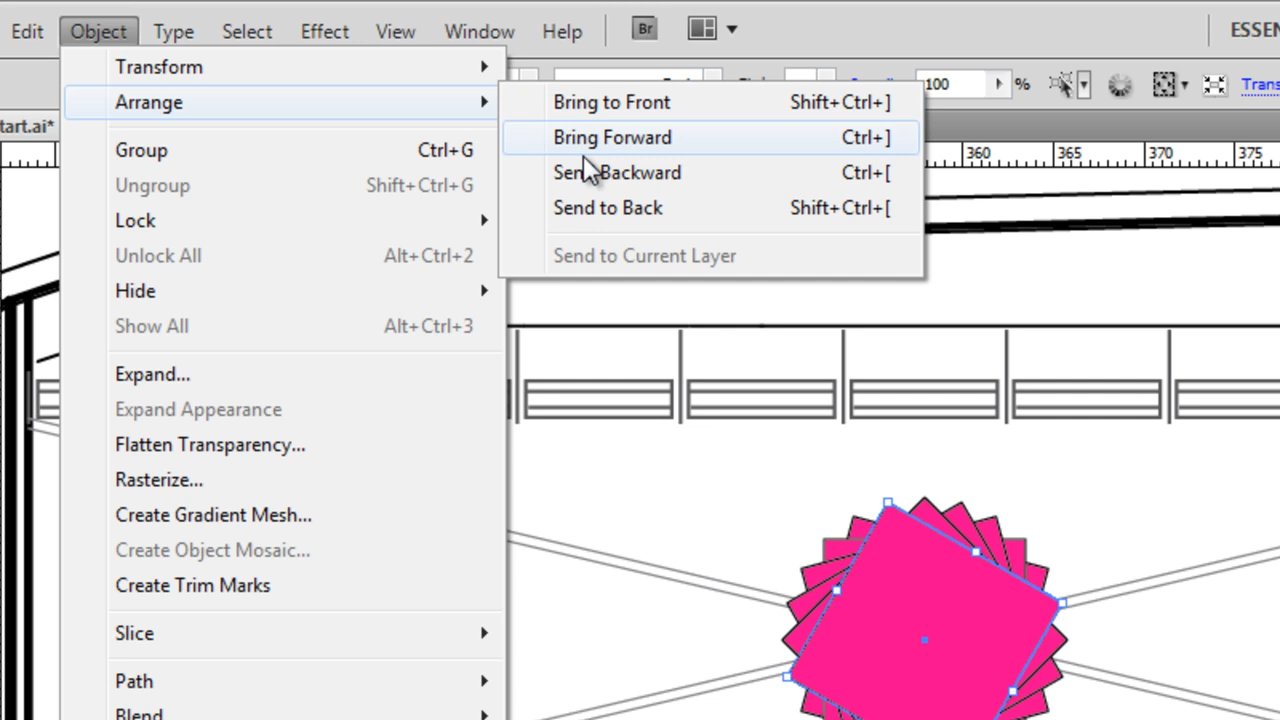 Edit Object Type Select Effect View Window Help Br ESSEN
Transform
100 % Trans
Arrange
Bring to Front Shift+Ctrl+]
tart.ai*
Bring Forward Ctrl+]
Group Ctrl+G
360 365 370 375
Send Backward Ctrl+[
Ungroup Shift+Ctrl+G
Send to Back Shift+Ctrl+[
Lock
Unlock All Alt+Ctrl+2
Send to Current Layer
Hide
Show All Alt+Ctrl+3
Expand...
Expand Appearance
Flatten Transparency...
Rasterize...
Create Gradient Mesh...
Create Object Mosaic...
Create Trim Marks
Slice
Path
Blend